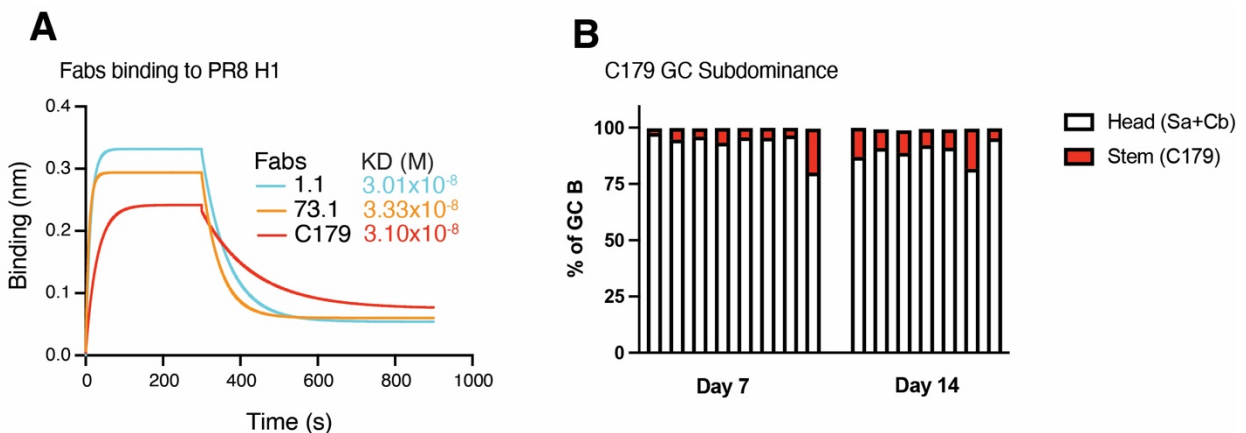 A
Fabs binding to PR8 H1
Binding (nm)
0.4
0.3
0.2
0.1
0.0
0 200 400 600 800 1000
Time (s)
Fabs KD (M)
1.1 3.01x10⁻⁸
73.1 3.33x10⁻⁸
C179 3.10x10⁻⁸
B
C179 GC Subdominance
% of GC B
100
75
50
25
0
Day 7 Day 14
Head (Sa+Cb)
Stem (C179)